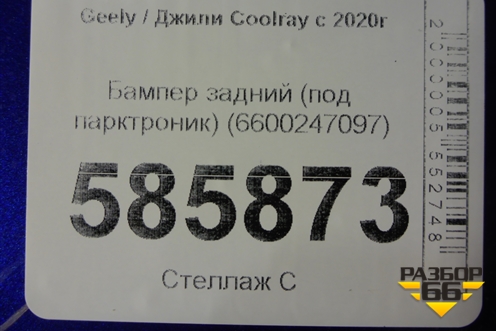 Geely / Джили Coolray с 2020г
Бампер задний (под
парктроник) (6600247097)
585873
Стеллаж С
2000005552748
РАЗБОР
66